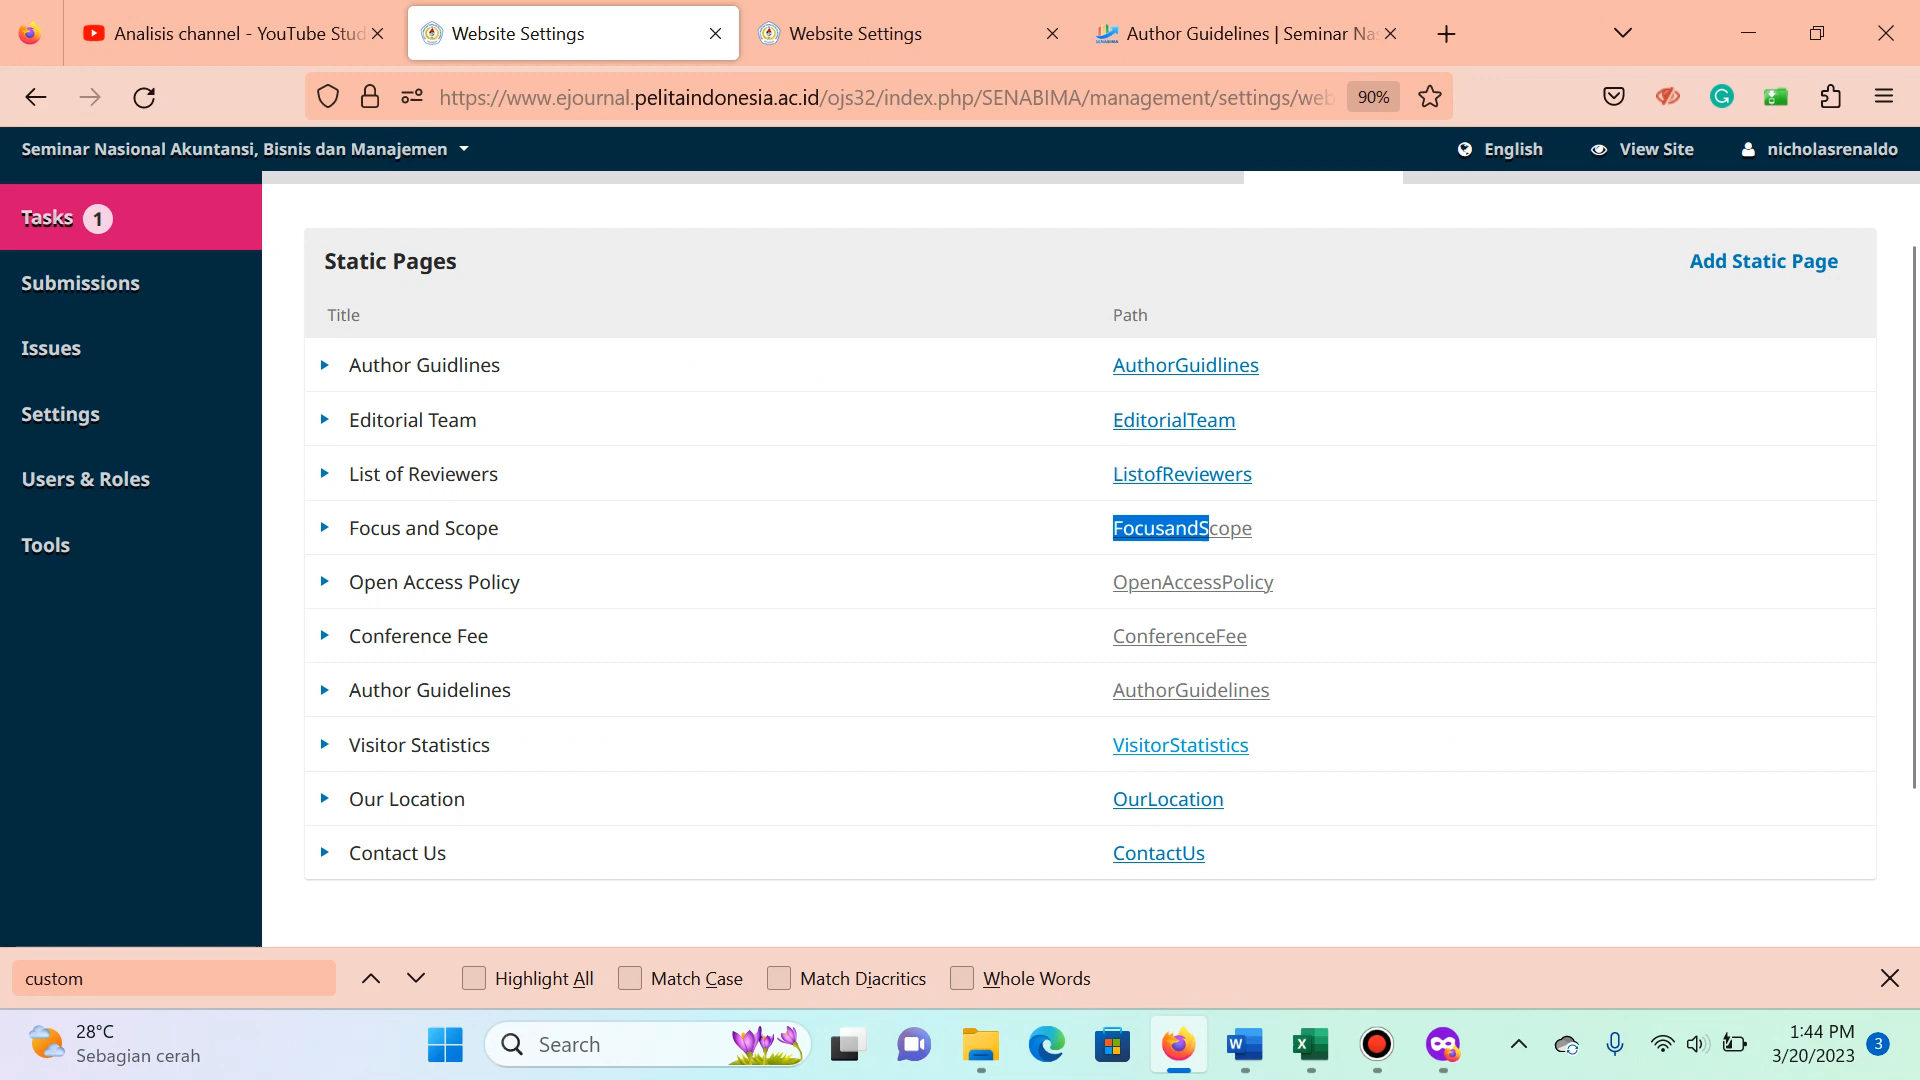 Analisis channel - YouTube Stud
Website Settings
Website Settings
Author Guidelines | Seminar Na
https://www.ejournal.pelitaindonesia.ac.id/ojs32/index.php/SENABIMA/management/settings/web
90%
Seminar Nasional Akuntansi, Bisnis dan Manajemen
English
View Site
nicholasrenaldo
Tasks 1
Submissions
Issues
Settings
Users & Roles
Tools
Static Pages
Add Static Page
Title Path
Author Guidlines AuthorGuidlines
Editorial Team EditorialTeam
List of Reviewers ListofReviewers
Focus and Scope FocusandScope
Open Access Policy OpenAccessPolicy
Conference Fee ConferenceFee
Author Guidelines AuthorGuidelines
Visitor Statistics VisitorStatistics
Our Location OurLocation
Contact Us ContactUs
custom
Highlight All
Match Case
Match Diacritics
Whole Words
28°C
Sebagian cerah
Search
1:44 PM
3/20/2023
3